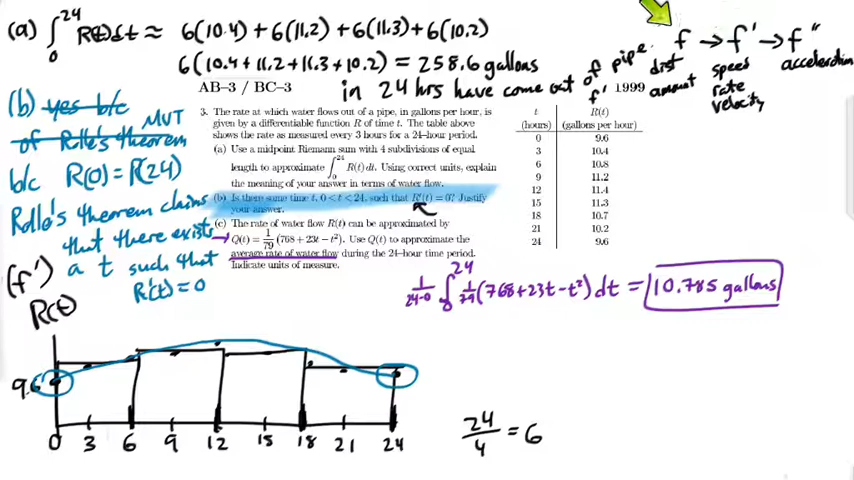 (a) ∫₀²⁴ R(t)dt ≈ 6(10.4) + 6(11.2) + 6(11.3) + 6(10.2)
6(10.4 + 11.2 + 11.3 + 10.2) = 258.6 gallons
in 24 hrs have come out of pipe.
f → f' → f"
dist speed acceleration
amount rate
velocity
f'
(b) yes b/c MVT
of Rolle's theorem
b/c R(0) = R(24)
Rolle's theorem claims
that there exists
a t such that
R'(t) = 0
(f')
R(t)
AB–3 / BC–3
1999
3. The rate at which water flows out of a pipe, in gallons per hour, is
given by a differentiable function R of time t. The table above
shows the rate as measured every 3 hours for a 24-hour period.
(a) Use a midpoint Riemann sum with 4 subdivisions of equal
length to approximate ∫₀²⁴ R(t) dt. Using correct units, explain
the meaning of your answer in terms of water flow.
(b) Is there some time t, 0 < t < 24, such that R'(t) = 0? Justify
your answer.
(c) The rate of water flow R(t) can be approximated by
Q(t) = 1/79 (768 + 23t − t²). Use Q(t) to approximate the
average rate of water flow during the 24-hour time period.
Indicate units of measure.
t R(t)
(hours) (gallons per hour)
0 9.6
3 10.4
6 10.8
9 11.2
12 11.4
15 11.3
18 10.7
21 10.2
24 9.6
1/24-0 ∫₀²⁴ 1/79 (768 + 23t − t²) dt = 10.785 gallons
9.6
0 3 6 9 12 15 18 21 24
24/4 = 6